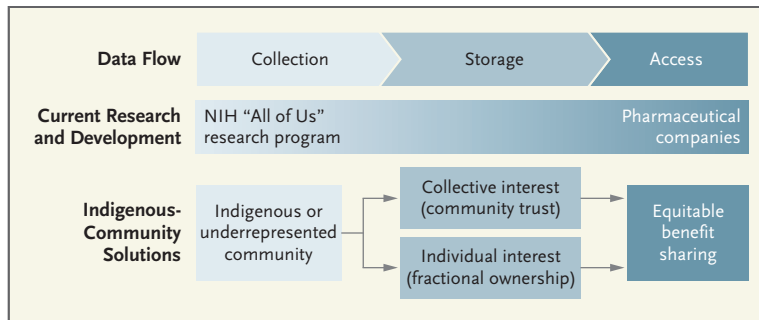 Data Flow
Collection
Storage
Access
Current Research
and Development
NIH “All of Us”
research program
Pharmaceutical
companies
Indigenous-
Community
Solutions
Indigenous or
underrepresented
community
Collective interest
(community trust)
Individual interest
(fractional ownership)
Equitable
benefit
sharing